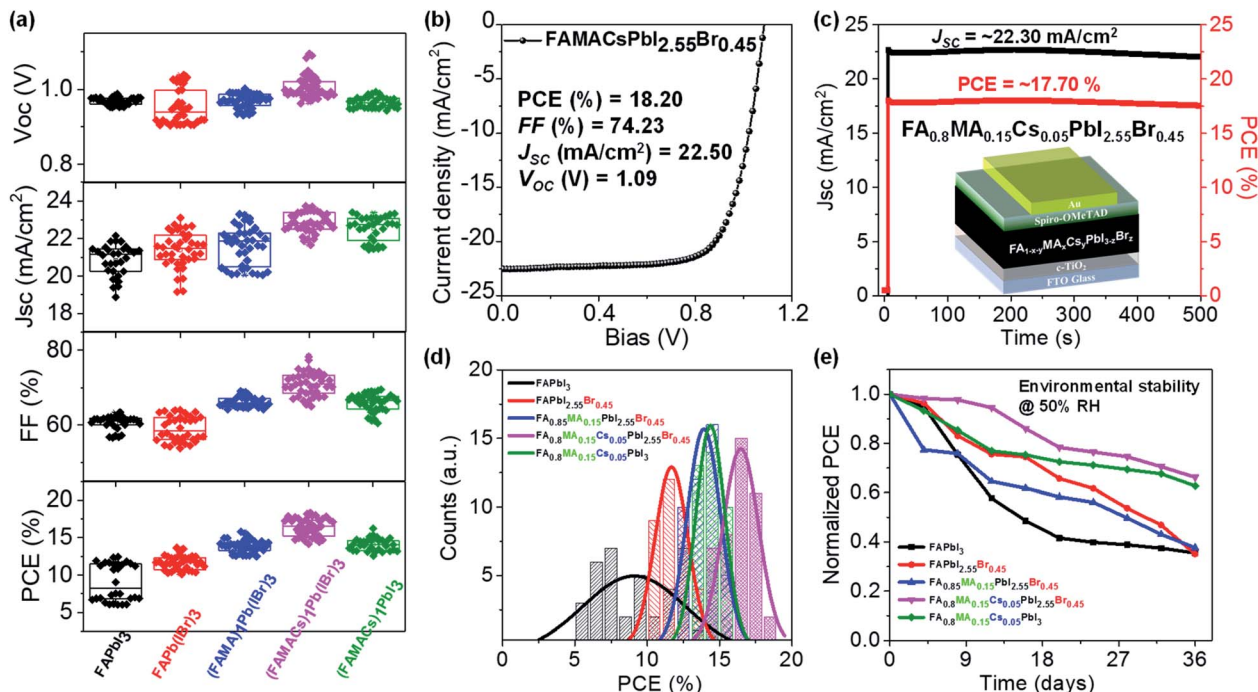 (a)
Voc (V)
1.0
0.8
Jsc (mA/cm²)
24
22
20
18
FF (%)
80
60
PCE (%)
20
15
10
5
FAPbI3
FAPb(IBr)3
(FAMA)1Pb(IBr)3
(FAMACs)1Pb(IBr)3
(FAMACs)1PbI3
(b)
Current density (mA/cm²)
0
-5
-10
-15
-20
-25
FAMACsPbI2.55Br0.45
PCE (%) = 18.20
FF (%) = 74.23
JSC (mA/cm²) = 22.50
VOC (V) = 1.09
0.0 0.4 0.8 1.2
Bias (V)
(c)
Jsc (mA/cm²)
25
20
15
10
5
0
JSC = ~22.30 mA/cm²
PCE = ~17.70 %
FA0.8MA0.15Cs0.05PbI2.55Br0.45
Au
Spiro-OMeTAD
FA1-x-yMAxCsyPbI3-zBrz
c-TiO2
FTO Glass
25
20
15
10
5
0
PCE (%)
0 100 200 300 400 500
Time (s)
(d)
Counts (a.u.)
20
15
10
5
FAPbI3
FAPbI2.55Br0.45
FA0.85MA0.15PbI2.55Br0.45
FA0.8MA0.15Cs0.05PbI2.55Br0.45
FA0.8MA0.15Cs0.05PbI3
0 5 10 15 20
PCE (%)
(e)
Normalized PCE
1.0
0.8
0.6
0.4
0.2
0.0
Environmental stability
@ 50% RH
FAPbI3
FAPbI2.55Br0.45
FA0.85MA0.15PbI2.55Br0.45
FA0.8MA0.15Cs0.05PbI2.55Br0.45
FA0.8MA0.15Cs0.05PbI3
0 9 18 27 36
Time (days)